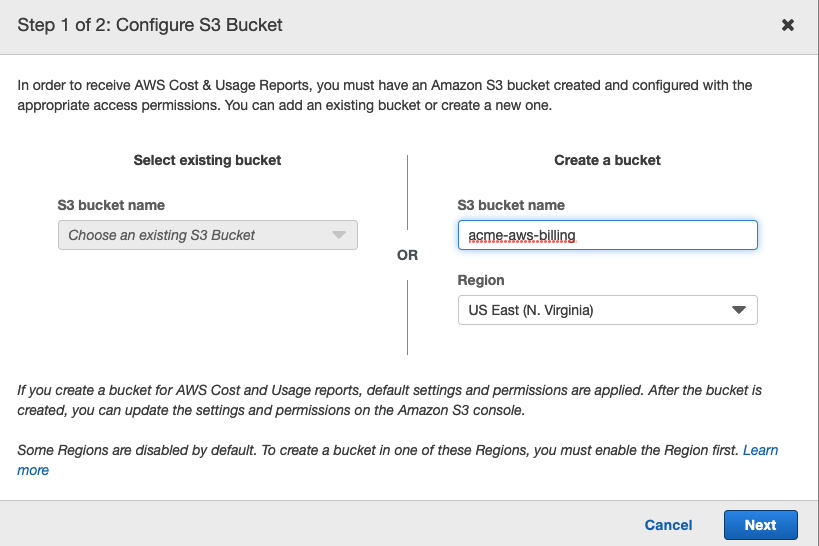 Step 1 of 2: Configure S3 Bucket
In order to receive AWS Cost & Usage Reports, you must have an Amazon S3 bucket created and configured with the
appropriate access permissions. You can add an existing bucket or create a new one.
Select existing bucket
S3 bucket name
Choose an existing S3 Bucket
OR
Create a bucket
S3 bucket name
acme-aws-billing
Region
US East (N. Virginia)
If you create a bucket for AWS Cost and Usage reports, default settings and permissions are applied. After the bucket is
created, you can update the settings and permissions on the Amazon S3 console.
Some Regions are disabled by default. To create a bucket in one of these Regions, you must enable the Region first. Learn
more
Cancel
Next